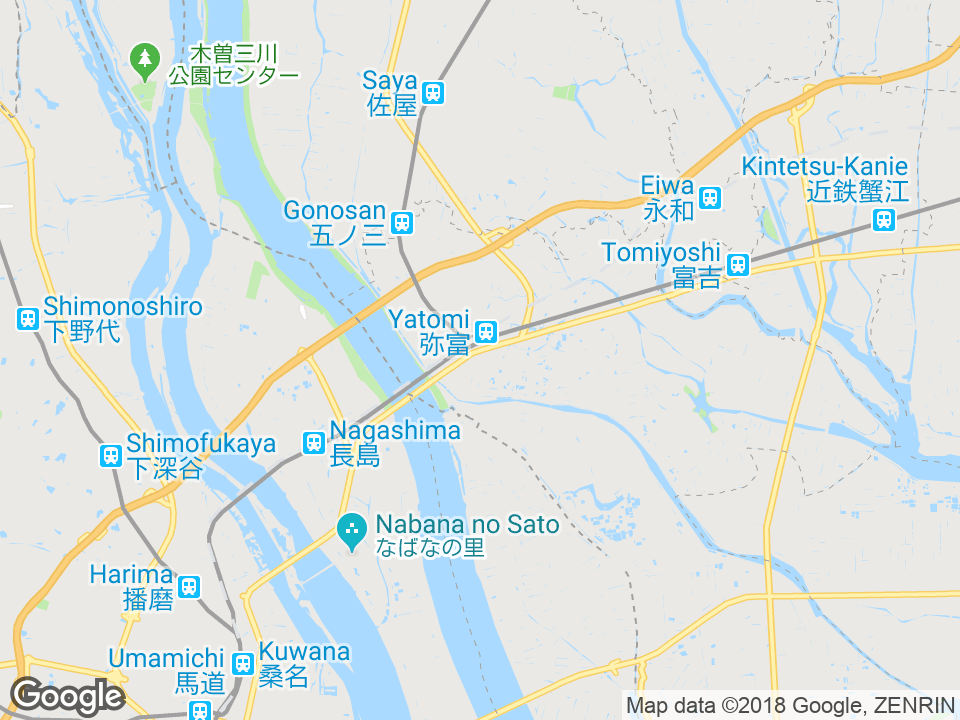 木曽三川
公園センター
Saya
佐屋
Kintetsu-Kanie
近鉄蟹江
Eiwa
永和
Gonosan
五ノ三
Tomiyoshi
富吉
Shimonoshiro
下野代
Yatomi
弥富
Nagashima
長島
Shimofukaya
下深谷
Nabana no Sato
なばなの里
Harima
播磨
Umamichi
馬道
Kuwana
桑名
Google
Map data ©2018 Google, ZENRIN